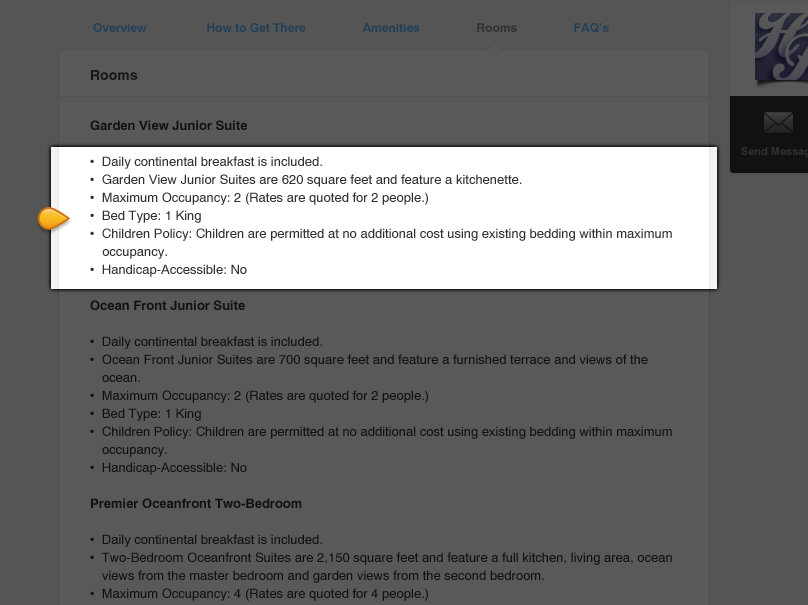 Overview How to Get There Amenities Rooms FAQ's
Rooms
Garden View Junior Suite
• Daily continental breakfast is included.
• Garden View Junior Suites are 620 square feet and feature a kitchenette.
• Maximum Occupancy: 2 (Rates are quoted for 2 people.)
• Bed Type: 1 King
• Children Policy: Children are permitted at no additional cost using existing bedding within maximum
occupancy.
• Handicap-Accessible: No
Ocean Front Junior Suite
• Daily continental breakfast is included.
• Ocean Front Junior Suites are 700 square feet and feature a furnished terrace and views of the
ocean.
• Maximum Occupancy: 2 (Rates are quoted for 2 people.)
• Bed Type: 1 King
• Children Policy: Children are permitted at no additional cost using existing bedding within maximum
occupancy.
• Handicap-Accessible: No
Premier Oceanfront Two-Bedroom
• Daily continental breakfast is included.
• Two-Bedroom Oceanfront Suites are 2,150 square feet and feature a full kitchen, living area, ocean
views from the master bedroom and garden views from the second bedroom.
• Maximum Occupancy: 4 (Rates are quoted for 4 people.)
Send Messag